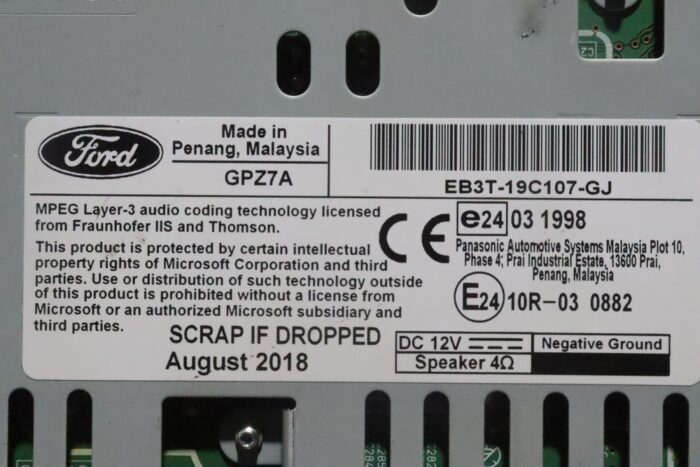 Ford
Made in
Penang, Malaysia
GPZ7A
EB3T-19C107-GJ
MPEG Layer-3 audio coding technology licensed
from Fraunhofer IIS and Thomson.
This product is protected by certain intellectual
property rights of Microsoft Corporation and third
parties. Use or distribution of such technology outside
of this product is prohibited without a license from
Microsoft or an authorized Microsoft subsidiary and
third parties.
CE
e24 03 1998
Panasonic Automotive Systems Malaysia Plot 10,
Phase 4, Prai Industrial Estate, 13600 Prai,
Penang, Malaysia
E24 10R-03 0882
SCRAP IF DROPPED
August 2018
DC 12V
Negative Ground
Speaker 4Ω